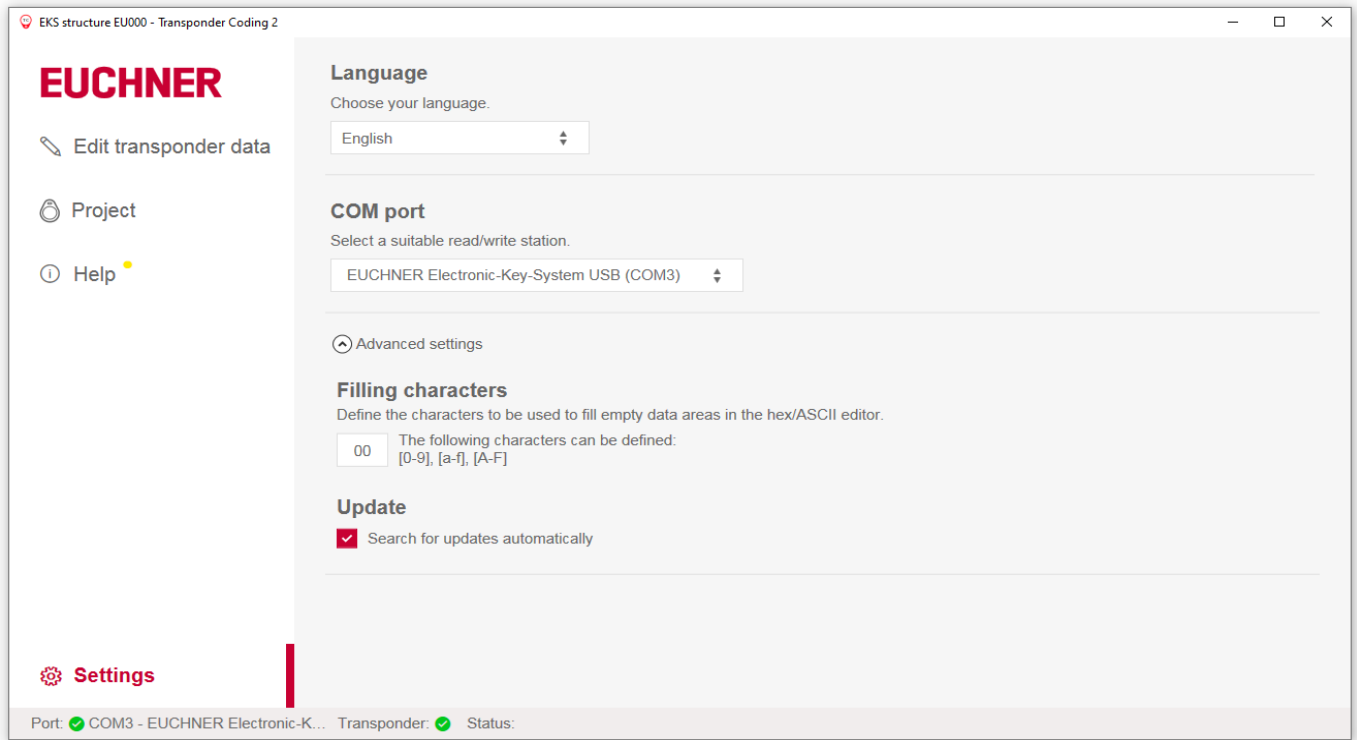 EKS structure EU000 - Transponder Coding 2
EUCHNER
Edit transponder data
Project
Help
Settings
Language
Choose your language.
English
COM port
Select a suitable read/write station.
EUCHNER Electronic-Key-System USB (COM3)
Advanced settings
Filling characters
Define the characters to be used to fill empty data areas in the hex/ASCII editor.
00
The following characters can be defined:
[0-9], [a-f], [A-F]
Update
Search for updates automatically
Port: COM3 - EUCHNER Electronic-K... Transponder: Status: